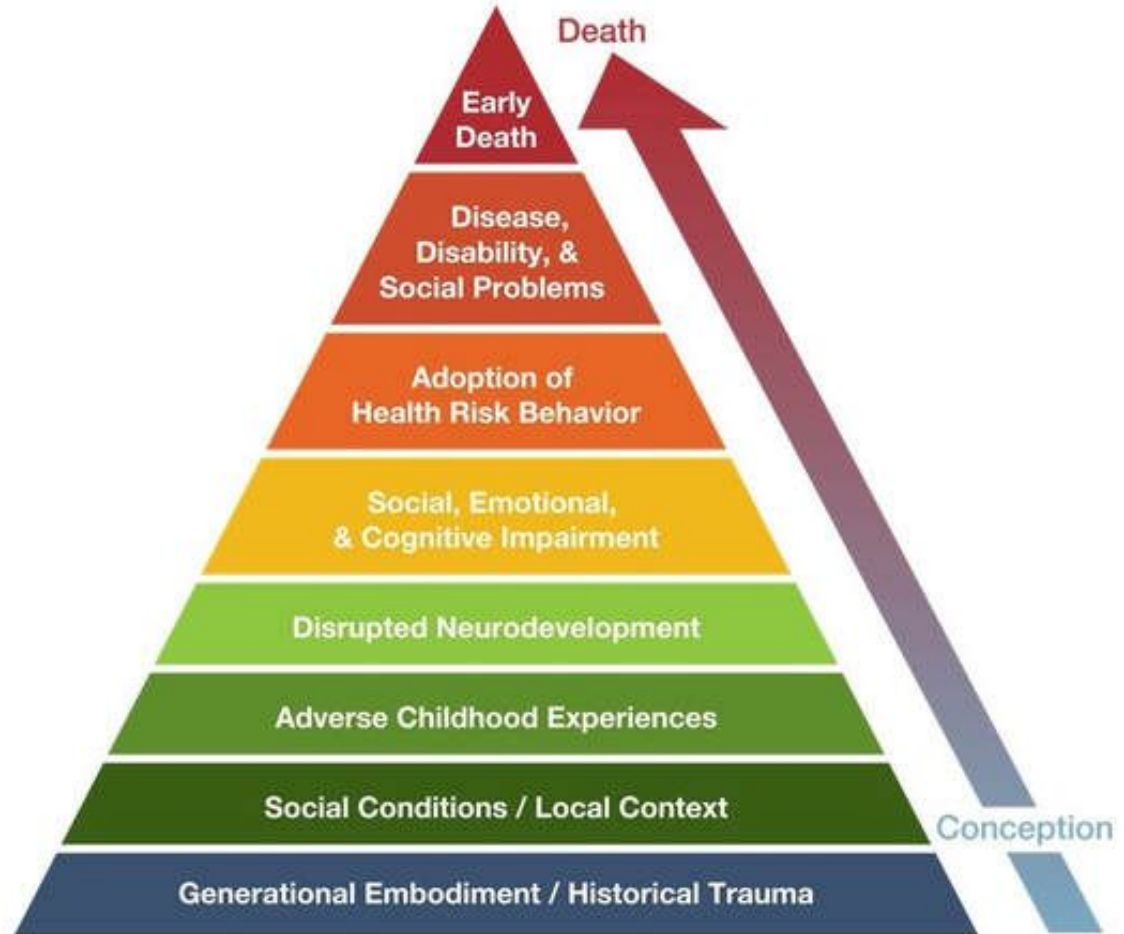 Death
Early
Death
Disease,
Disability, &
Social Problems
Adoption of
Health Risk Behavior
Social, Emotional,
& Cognitive Impairment
Disrupted Neurodevelopment
Adverse Childhood Experiences
Social Conditions / Local Context
Conception
Generational Embodiment / Historical Trauma